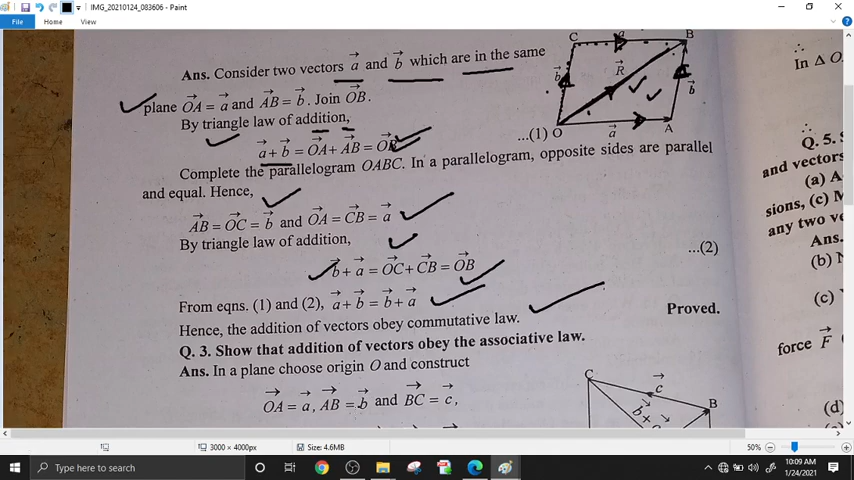 IMG_20210124_083606 - Paint
File Home View
Ans. Consider two vectors a⃗ and b⃗ which are in the same
plane OA⃗ = a⃗ and AB⃗ = b⃗. Join OB⃗.
By triangle law of addition,
a⃗ + b⃗ = OA⃗ + AB⃗ = OB⃗ ...(1)
C a⃗ B
b⃗ R⃗ b⃗
O a⃗ A
Complete the parallelogram OABC. In a parallelogram, opposite sides are parallel
and equal. Hence,
AB⃗ = OC⃗ = b⃗ and OA⃗ = CB⃗ = a⃗
By triangle law of addition,
b⃗ + a⃗ = OC⃗ + CB⃗ = OB⃗ ...(2)
From eqns. (1) and (2), a⃗ + b⃗ = b⃗ + a⃗
Hence, the addition of vectors obey commutative law. Proved.
Q. 3. Show that addition of vectors obey the associative law.
Ans. In a plane choose origin O and construct
OA⃗ = a⃗, AB⃗ = b⃗ and BC⃗ = c⃗,
C c⃗ B
b⃗ +
∴
In Δ O
∴
Q. 5.
and vectors
(a) A
sions, (c) M
any two v
Ans.
(b) N
(c)
force F⃗
(d)
3000 × 4000px Size: 4.6MB 50%
Type here to search
10:09 AM
1/24/2021